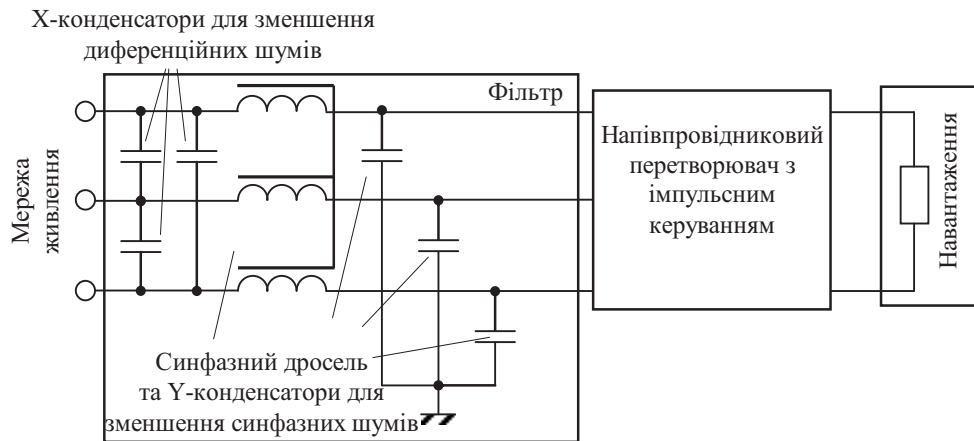 Х-конденсатори для зменшення
диференційних шумів
Мережа
живлення
Фільтр
Напівпровідниковий
перетворювач з
імпульсним
керуванням
Навантаження
Синфазний дросель
та Y-конденсатори для
зменшення синфазних шумів